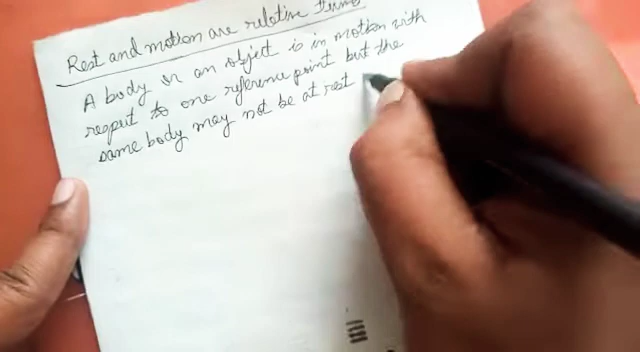 Rest and motion are relative terms
A body or an object is in motion with
respect to one reference point but the
same body may not be at rest